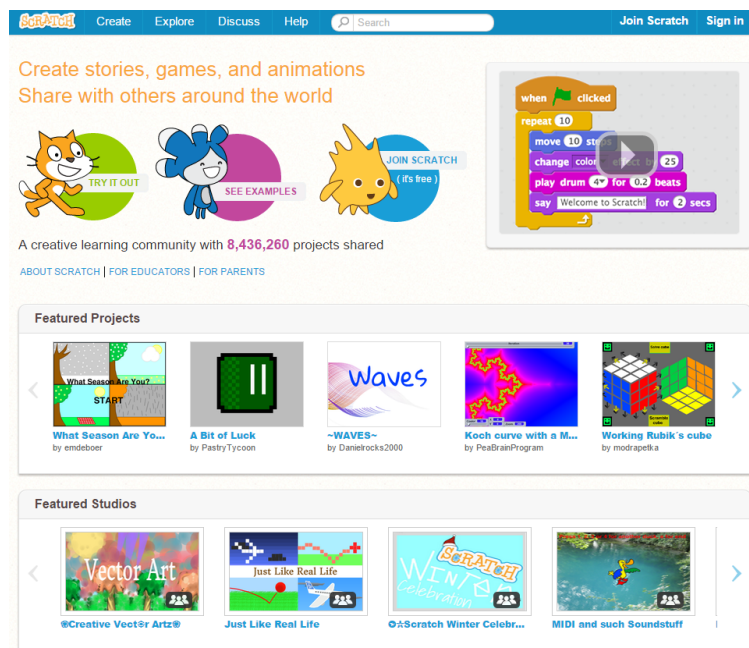 SCRATCH Create Explore Discuss Help Search Join Scratch Sign in
Create stories, games, and animations
Share with others around the world
TRY IT OUT
SEE EXAMPLES
JOIN SCRATCH
( it's free )
when clicked
repeat 10
move 10 steps
change color effect by 25
play drum 4 for 0.2 beats
say Welcome to Scratch! for 2 secs
A creative learning community with 8,436,260 projects shared
ABOUT SCRATCH | FOR EDUCATORS | FOR PARENTS
Featured Projects
What Season Are You?
START
Waves
What Season Are Yo...
by emdeboer
A Bit of Luck
by PastryTycoon
~WAVES~
by Danielrocks2000
Koch curve with a M...
by PeaBrainProgram
Working Rubik´s cube
by modrapetka
Featured Studios
Vector Art
Just Like Real Life
SCRATCH
WINTER
Celebration
❀Creative Vect❀r Artz❀
Just Like Real Life
✪☆Scratch Winter Celebr...
MIDI and such Soundstuff